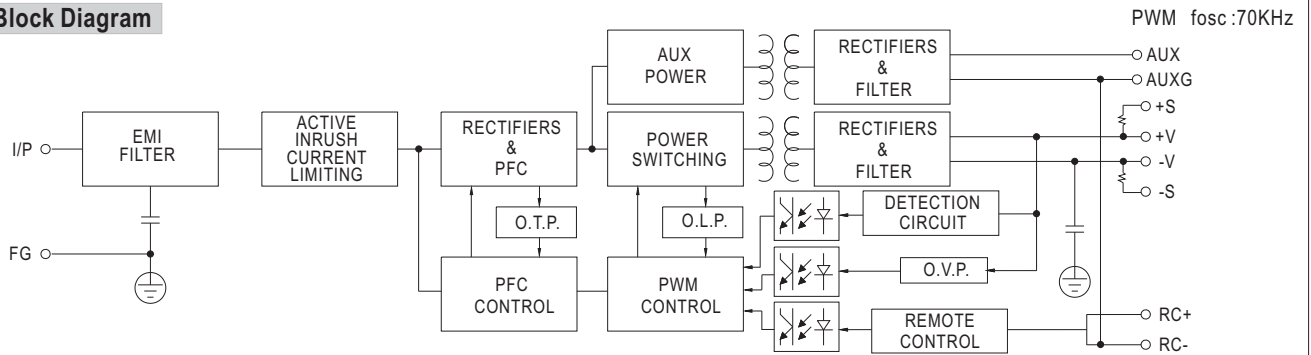 Block Diagram
PWM fosc :70KHz
I/P
FG
EMI
FILTER
ACTIVE
INRUSH
CURRENT
LIMITING
RECTIFIERS
&
PFC
O.T.P.
PFC
CONTROL
AUX
POWER
POWER
SWITCHING
O.L.P.
PWM
CONTROL
RECTIFIERS
&
FILTER
RECTIFIERS
&
FILTER
DETECTION
CIRCUIT
O.V.P.
REMOTE
CONTROL
AUX
AUXG
+S
+V
-V
-S
RC+
RC-